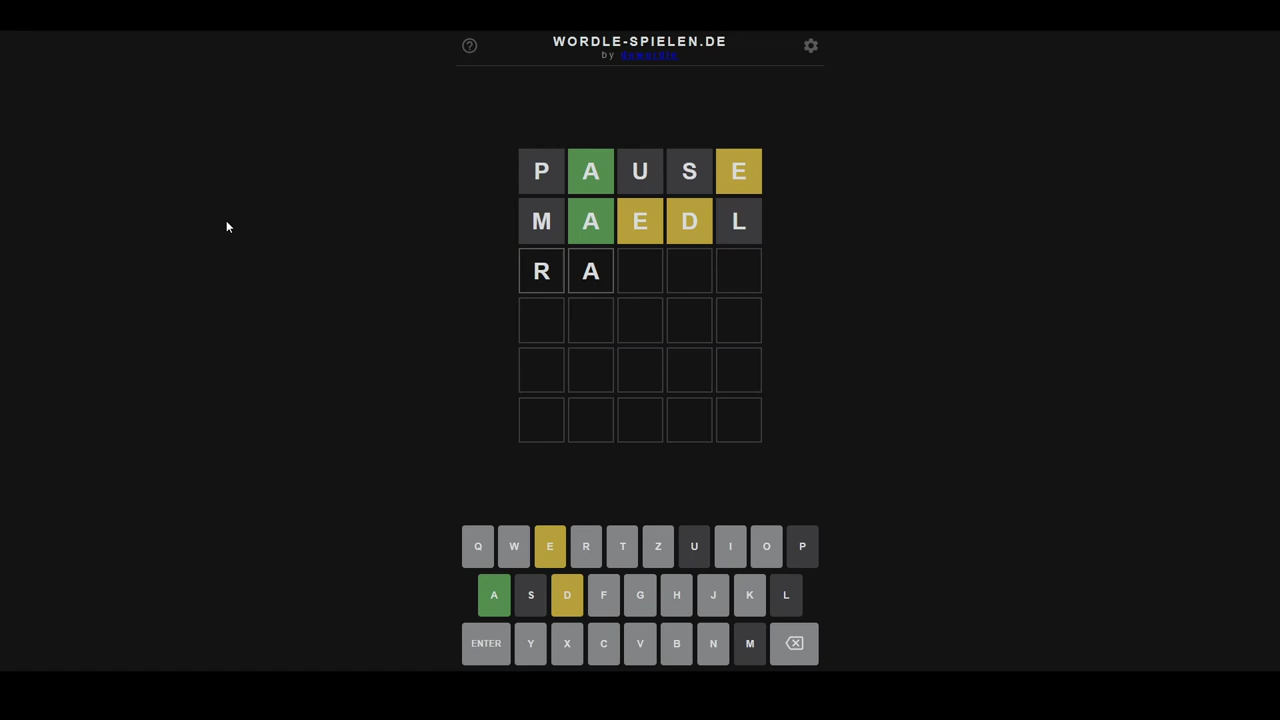 WORDLE-SPIELEN.DE
by
P A U S E
M A E D L
R A
Q W E R T Z U I O P
A S D F G H J K L
ENTER Y X C V B N M